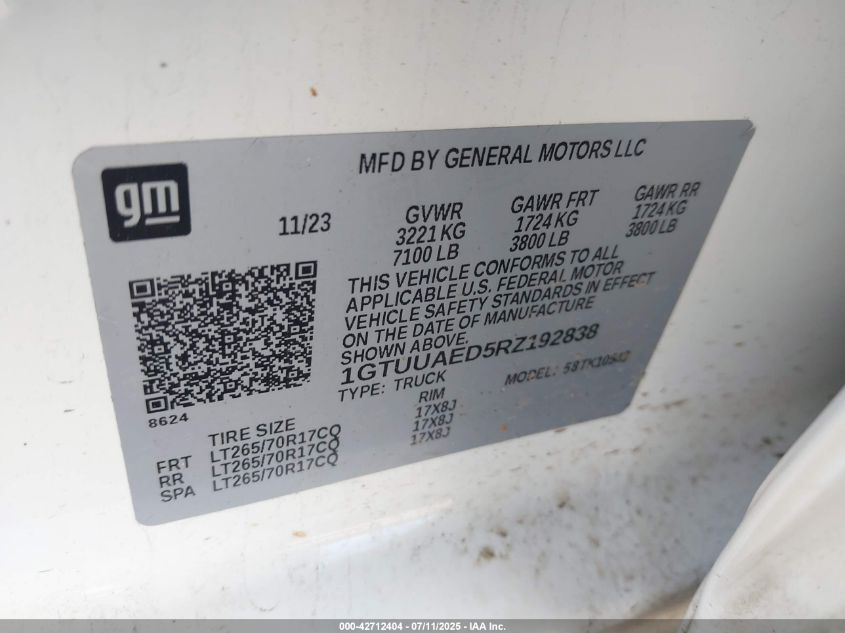 gm
MFD BY GENERAL MOTORS LLC
11/23
GVWR
3221 KG
7100 LB
GAWR FRT
1724 KG
3800 LB
GAWR RR
1724 KG
3800 LB
THIS VEHICLE CONFORMS TO ALL
APPLICABLE U.S. FEDERAL MOTOR
VEHICLE SAFETY STANDARDS IN EFFECT
ON THE DATE OF MANUFACTURE
SHOWN ABOVE.
1GTUUAED5RZ192838
TYPE: TRUCK
MODEL:
8624
TIRE SIZE
RIM
FRT LT265/70R17CQ 17X8J
RR LT265/70R17CQ 17X8J
SPA LT265/70R17CQ 17X8J
000-42712404 - 07/11/2025 - IAA Inc.